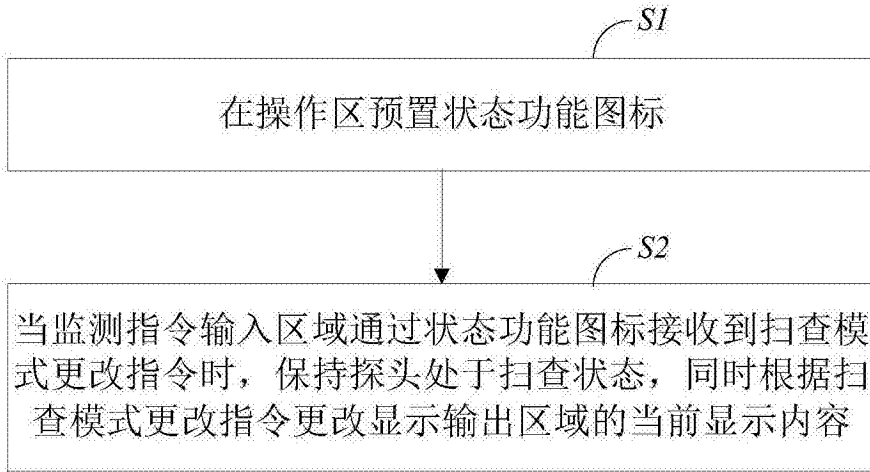 S1
在操作区预置状态功能图标
S2
当监测指令输入区域通过状态功能图标接收到扫查模
式更改指令时，保持探头处于扫查状态，同时根据扫
查模式更改指令更改显示输出区域的当前显示内容